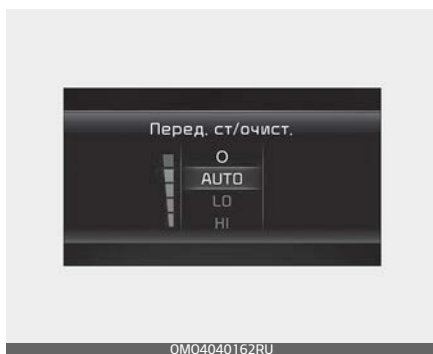 Перед. ст/очист.
O
AUTO
LO
HI
OMO4040162RU